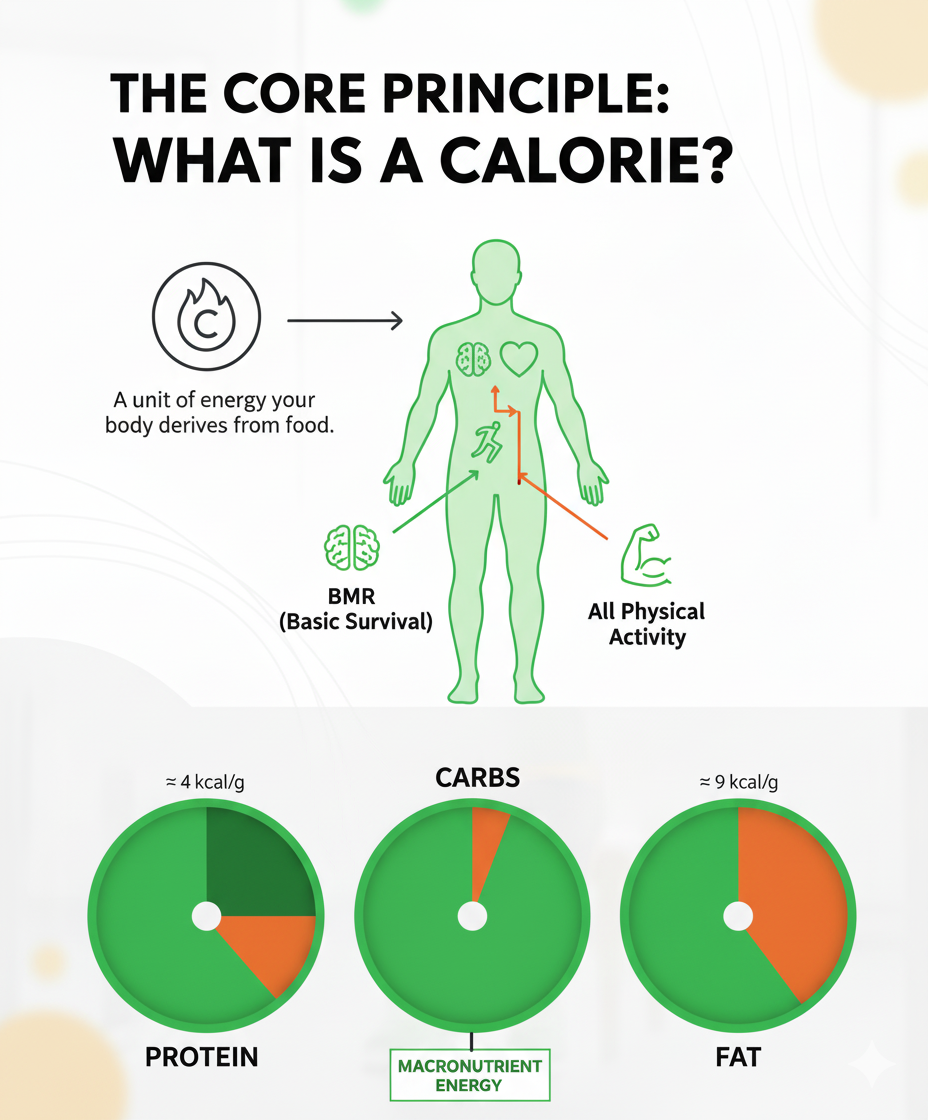 THE CORE PRINCIPLE:
WHAT IS A CALORIE?
C
A unit of energy your
body derives from food.
BMR
(Basic Survival)
All Physical
Activity
≈ 4 kcal/g
CARBS
≈ 9 kcal/g
PROTEIN
MACRONUTRIENT
ENERGY
FAT